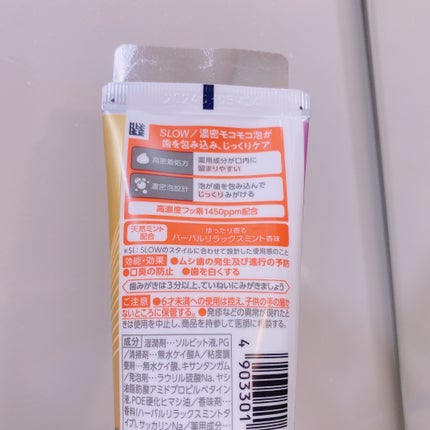 SLOW/濃密モコモコ泡が
歯を包み込み、じっくりケア
高密着処方
薬用成分が口内に
留まりやすい
濃密泡設計
泡が歯を包み込んで
じっくりみがける
高濃度フッ素1450ppm配合
天然ミント
配合
ゆったり香る
ハーバルリラックスミント香味
*SI:SLOWのスタイルに合わせて設計した使用感のこと
効能・効果
●ムシ歯の発生及び進行の予防
●口臭の防止 ●歯を白くする
歯みがきは3分以上、ていねいにみがきましょう
ご注意 ●6才未満への使用は控え、子供の手の届か
ないところに保管する。●発疹などの異常が現れたと
きは使用を中止し、商品を持参して医師に相談する。
成分 湿潤剤…ソルビット液、PG
/清掃剤…無水ケイ酸A/粘度調
整剤…無水ケイ酸、キサンタンガム
/発泡剤…ラウリル硫酸Na、ヤシ
油脂肪酸アミドプロピルベタイン
液、POE硬化ヒマシ油/香味剤…
香料(ハーバルリラックスミントタ
イプ)、サッカリンNa/薬用成分…
4 903301